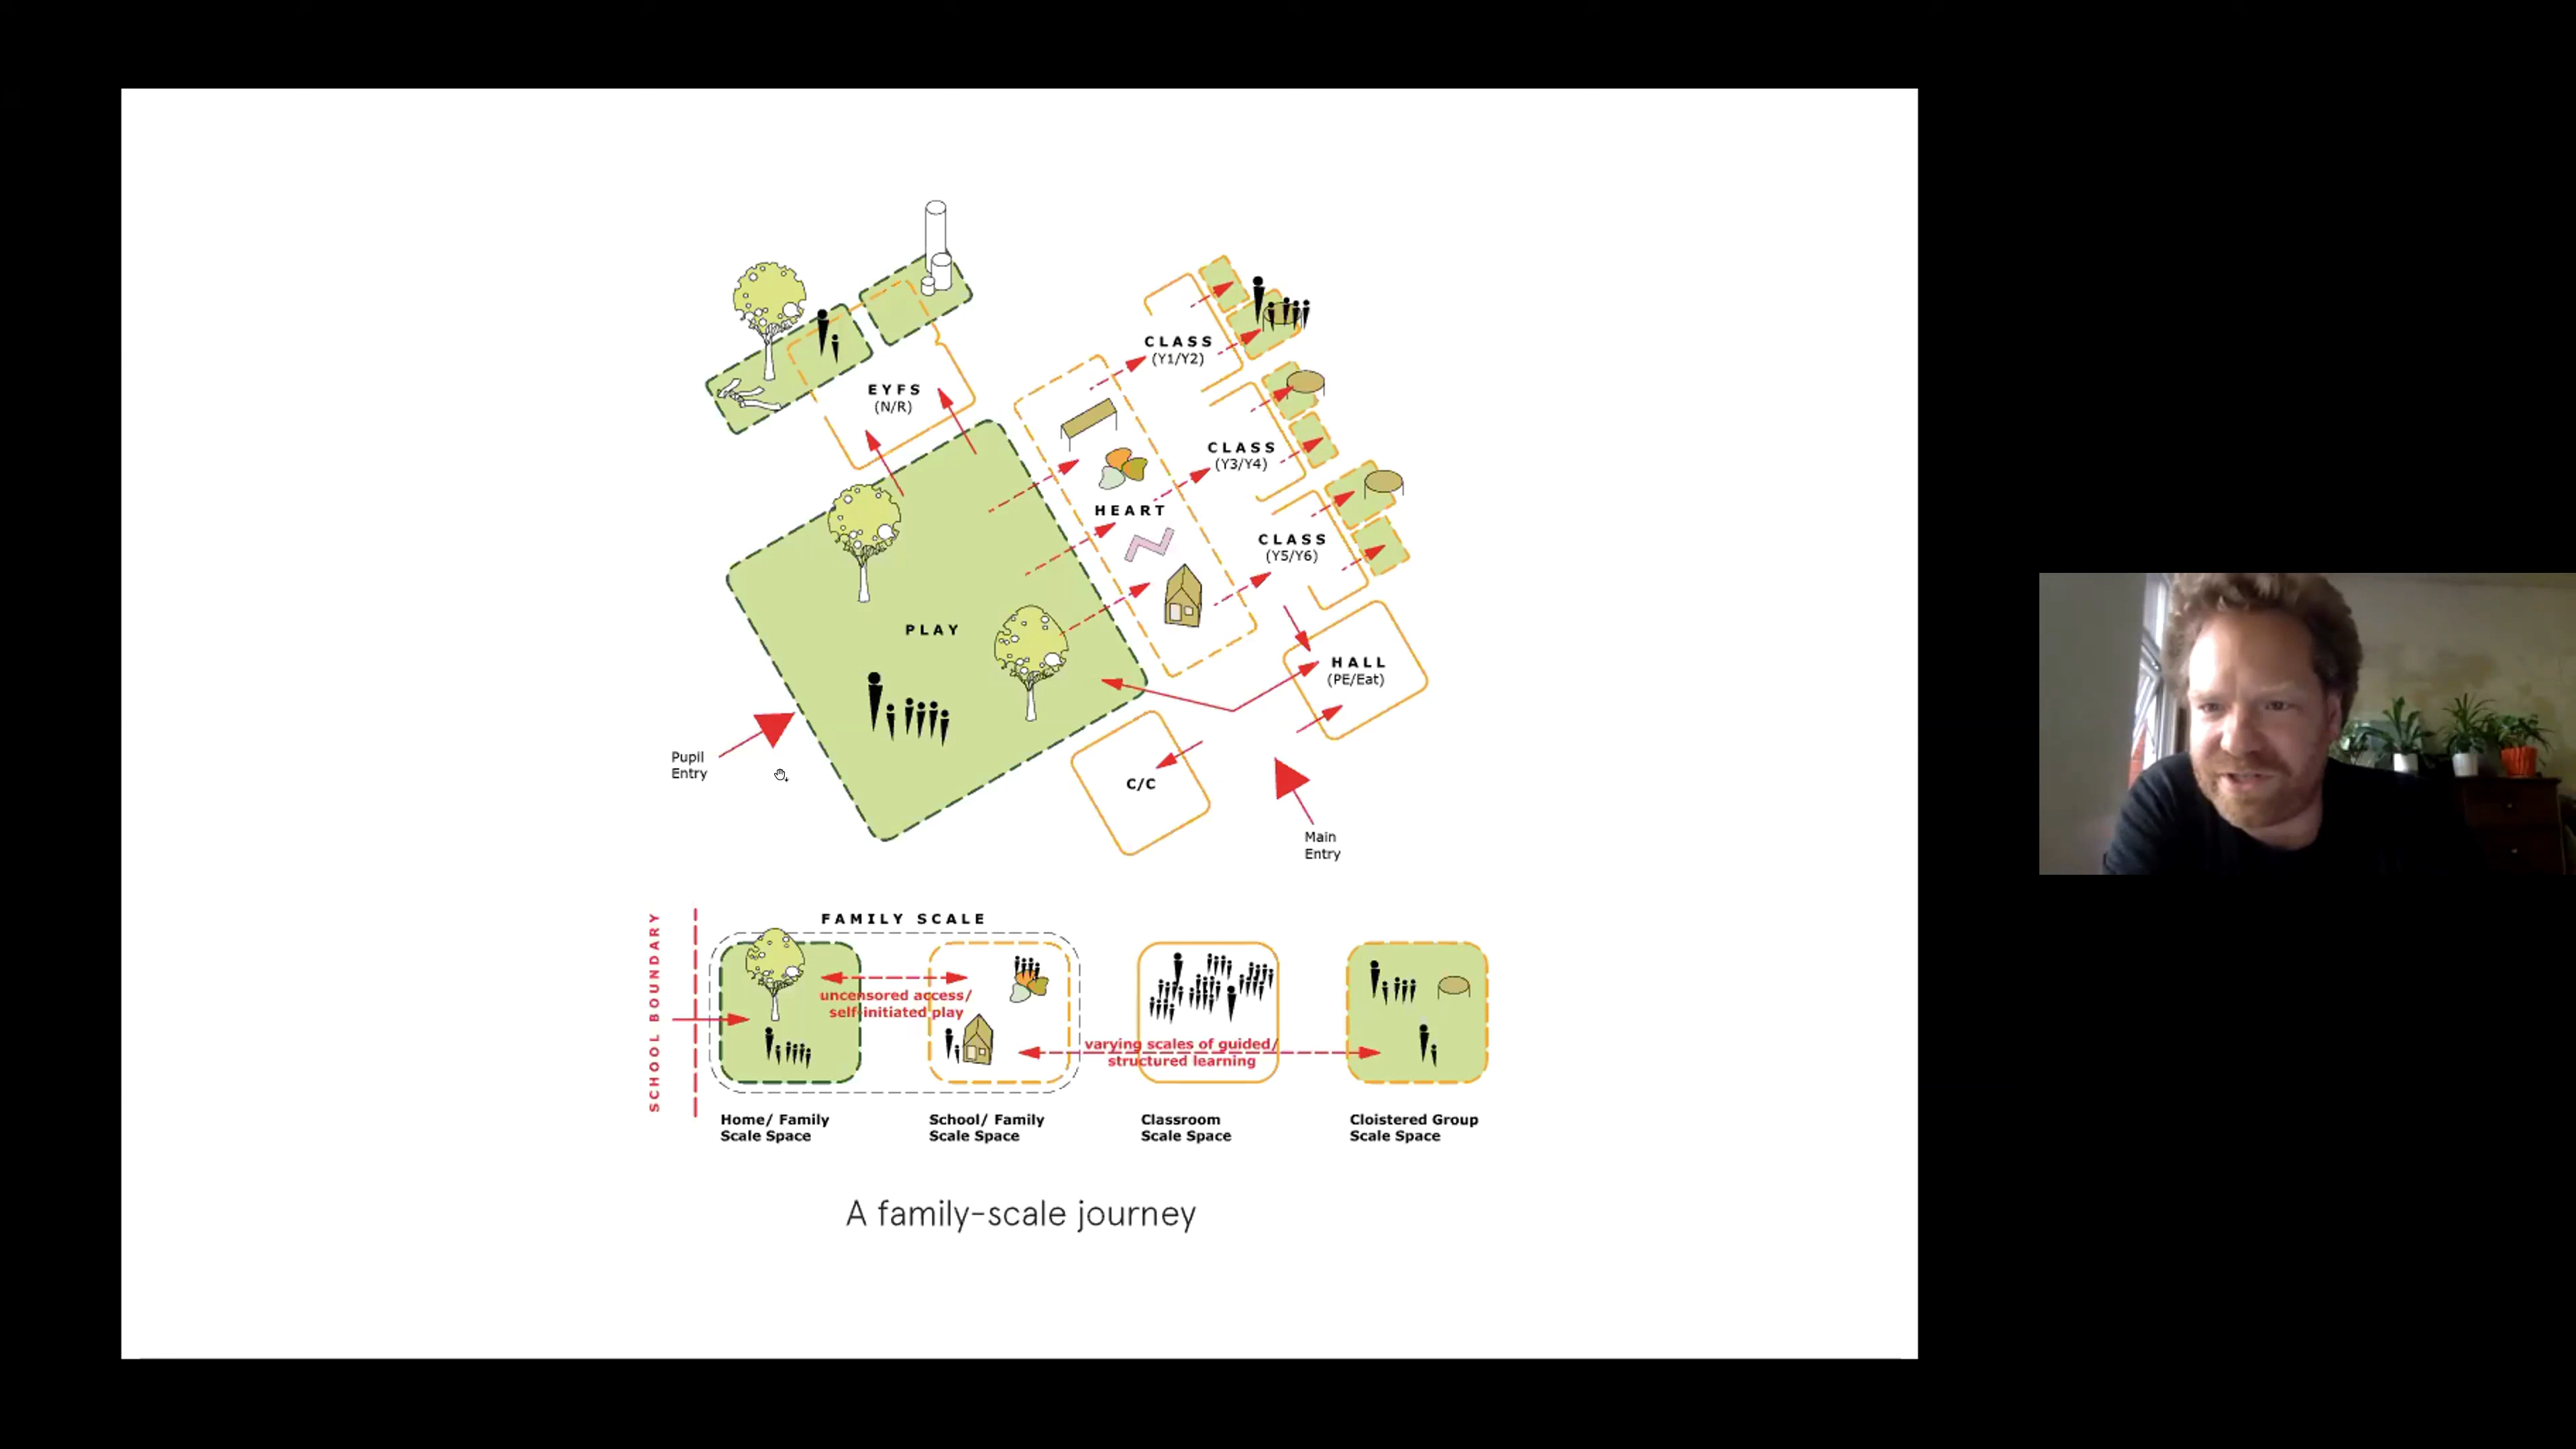 CLASS
(Y1/Y2)
EYFS
(N/R)
CLASS
(Y3/Y4)
HEART
CLASS
(Y5/Y6)
PLAY
HALL
(PE/Eat)
Pupil
Entry
C/C
Main
Entry
SCHOOL BOUNDARY
FAMILY SCALE
uncensored access/
self-initiated play
varying scales of guided/
structured learning
Home/ Family
Scale Space
School/ Family
Scale Space
Classroom
Scale Space
Cloistered Group
Scale Space
A family-scale journey